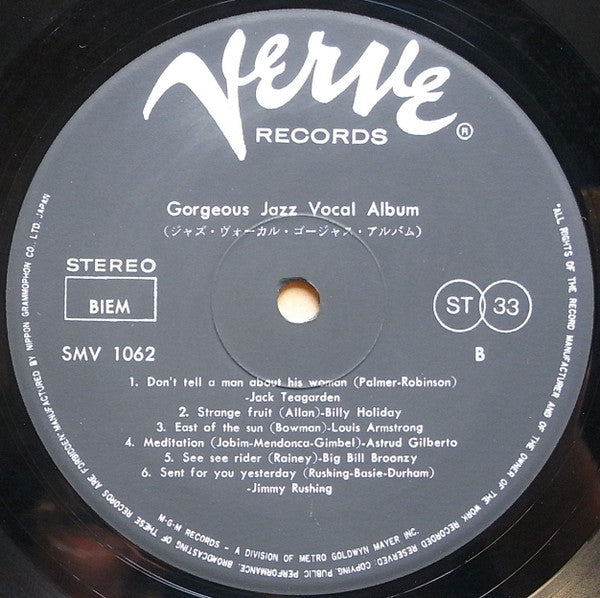 Verve
RECORDS
®
Gorgeous Jazz Vocal Album
(ジャズ・ヴォーカル・ゴージャス・アルバム)
STEREO
BIEM
SMV 1062
ST 33
B
1. Don't tell a man about his woman (Palmer-Robinson)
-Jack Teagarden
2. Strange fruit (Allan)-Billy Holiday
3. East of the sun (Bowman)-Louis Armstrong
4. Meditation (Jobim-Mendonca-Gimbel)-Astrud Gilberto
5. See see rider (Rainey)-Big Bill Broonzy
6. Sent for you yesterday (Rushing-Basie-Durham)
-Jimmy Rushing
M-G-M RECORDS - A DIVISION OF METRO GOLDWYN MAYER INC.
"ALL RIGHTS OF THE RECORD MANUFACTURER AND OF THE OWNER OF THE WORK RECORDED RESERVED: COPYING, PUBLIC PERFORMANCE, BROADCASTING OF THESE RECORDS ARE FORBIDDEN" MANUFACTURED BY NIPPON GRAMMOPHON CO., LTD. JAPAN